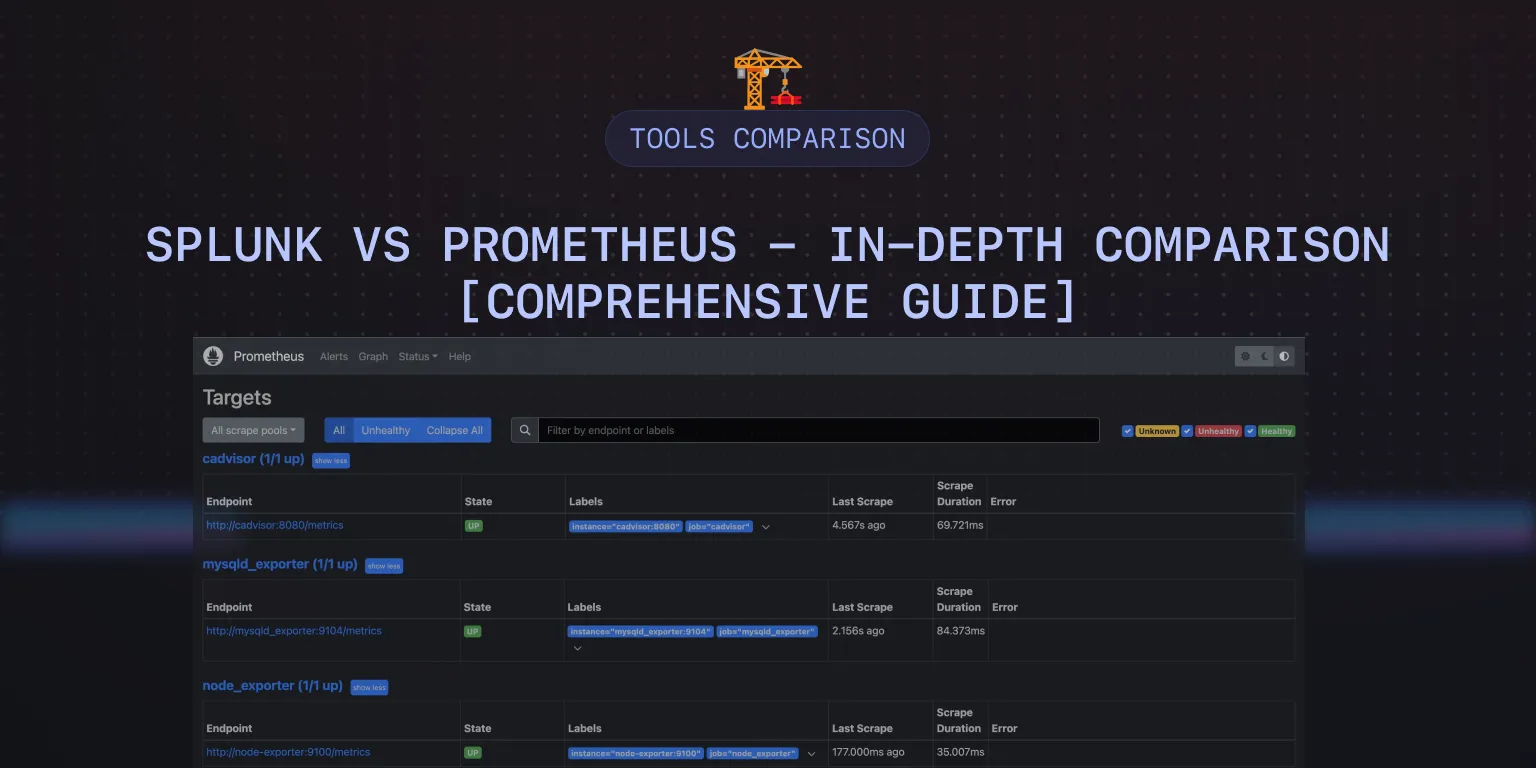 TOOLS COMPARISON
SPLUNK VS PROMETHEUS – IN-DEPTH COMPARISON
[COMPREHENSIVE GUIDE]
Prometheus Alerts Graph Status Help
Targets
All scrape pools All Unhealthy Collapse All Filter by endpoint or labels Unknown Unhealthy Healthy
cadvisor (1/1 up) show less
Endpoint State Labels Last Scrape Scrape Duration Error
http://cadvisor:8080/metrics UP instance="cadvisor:8080" job="cadvisor" 4.567s ago 69.721ms
mysqld_exporter (1/1 up) show less
Endpoint State Labels Last Scrape Scrape Duration Error
http://mysqld_exporter:9104/metrics UP instance="mysqld_exporter:9104" job="mysqld_exporter" 2.156s ago 84.373ms
node_exporter (1/1 up) show less
Endpoint State Labels Last Scrape Scrape Duration Error
http://node-exporter:9100/metrics UP instance="node-exporter:9100" job="node_exporter" 177.000ms ago 35.007ms